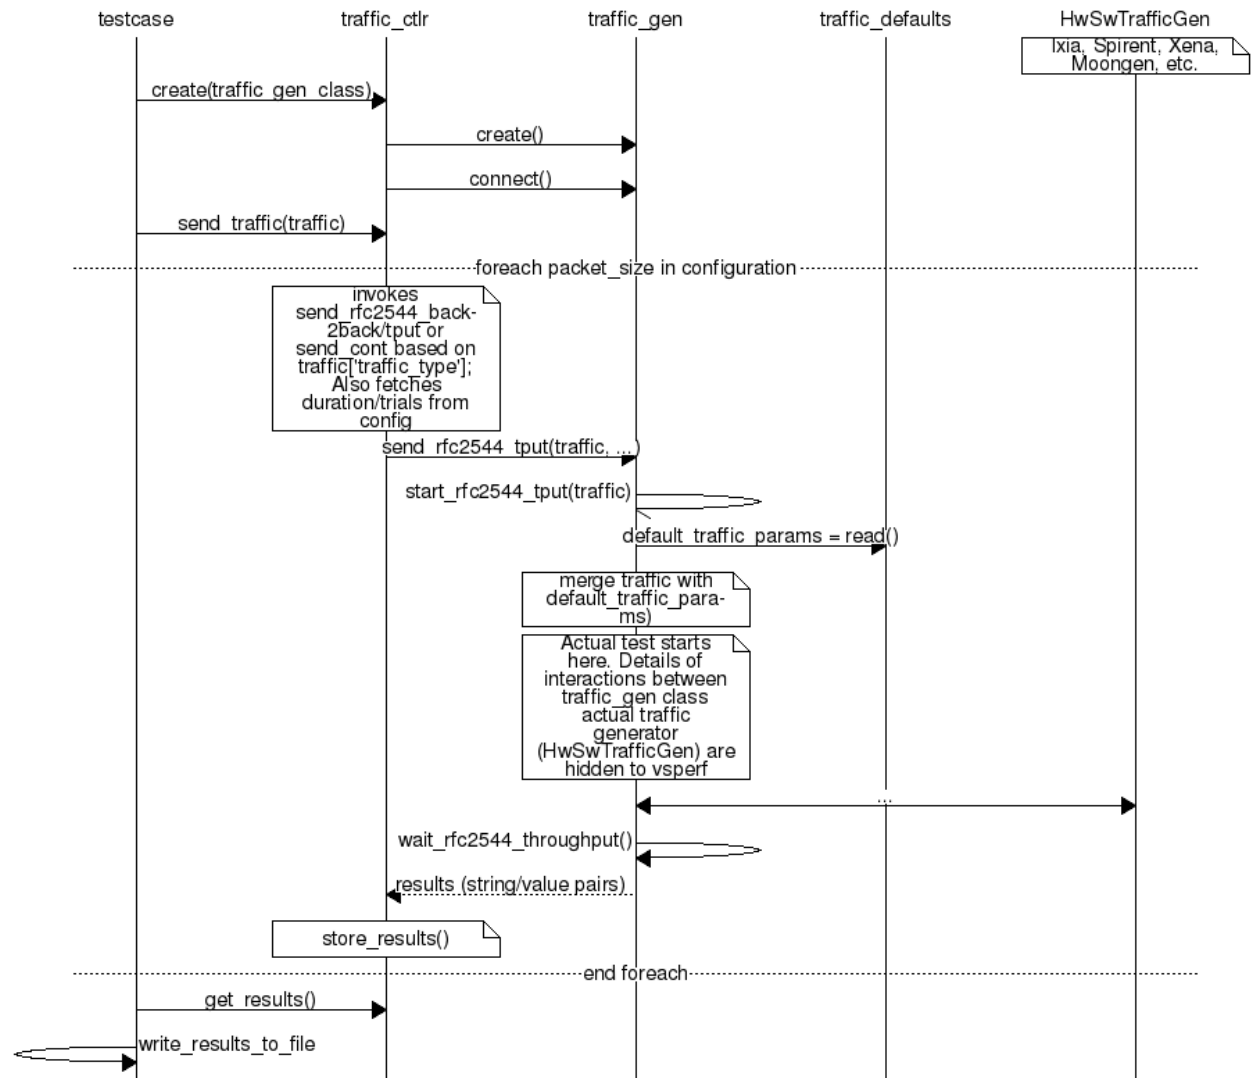 testcase
traffic_ctlr
traffic_gen
traffic_defaults
HwSwTrafficGen
Ixia, Spirent, Xena,
Moongen, etc.
create(traffic_gen_class)
create()
connect()
send_traffic(traffic)
foreach packet_size in configuration
invokes
send_rfc2544_back-
2back/tput or
send_cont based on
traffic['traffic_type'];
Also fetches
duration/trials from
config
send_rfc2544_tput(traffic, ...)
start_rfc2544_tput(traffic)
default_traffic_params = read()
merge traffic with
default_traffic_para-
ms)
Actual test starts
here. Details of
interactions between
traffic_gen class
actual traffic
generator
(HwSwTrafficGen) are
hidden to vsperf
...
wait_rfc2544_throughput()
results (string/value pairs)
store_results()
end foreach
get_results()
write_results_to_file